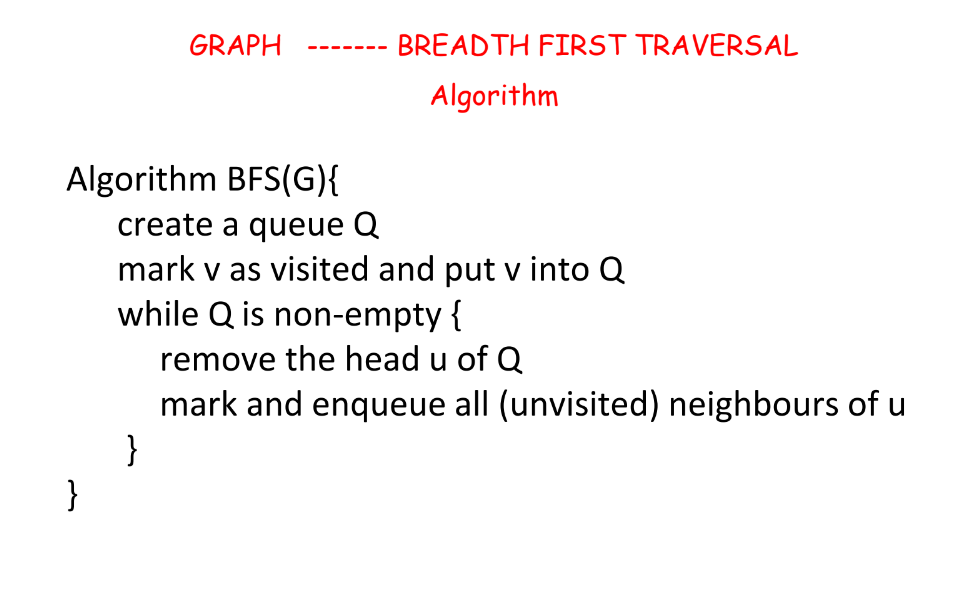 GRAPH ------- BREADTH FIRST TRAVERSAL
Algorithm
Algorithm BFS(G){
create a queue Q
mark v as visited and put v into Q
while Q is non-empty {
remove the head u of Q
mark and enqueue all (unvisited) neighbours of u
}
}